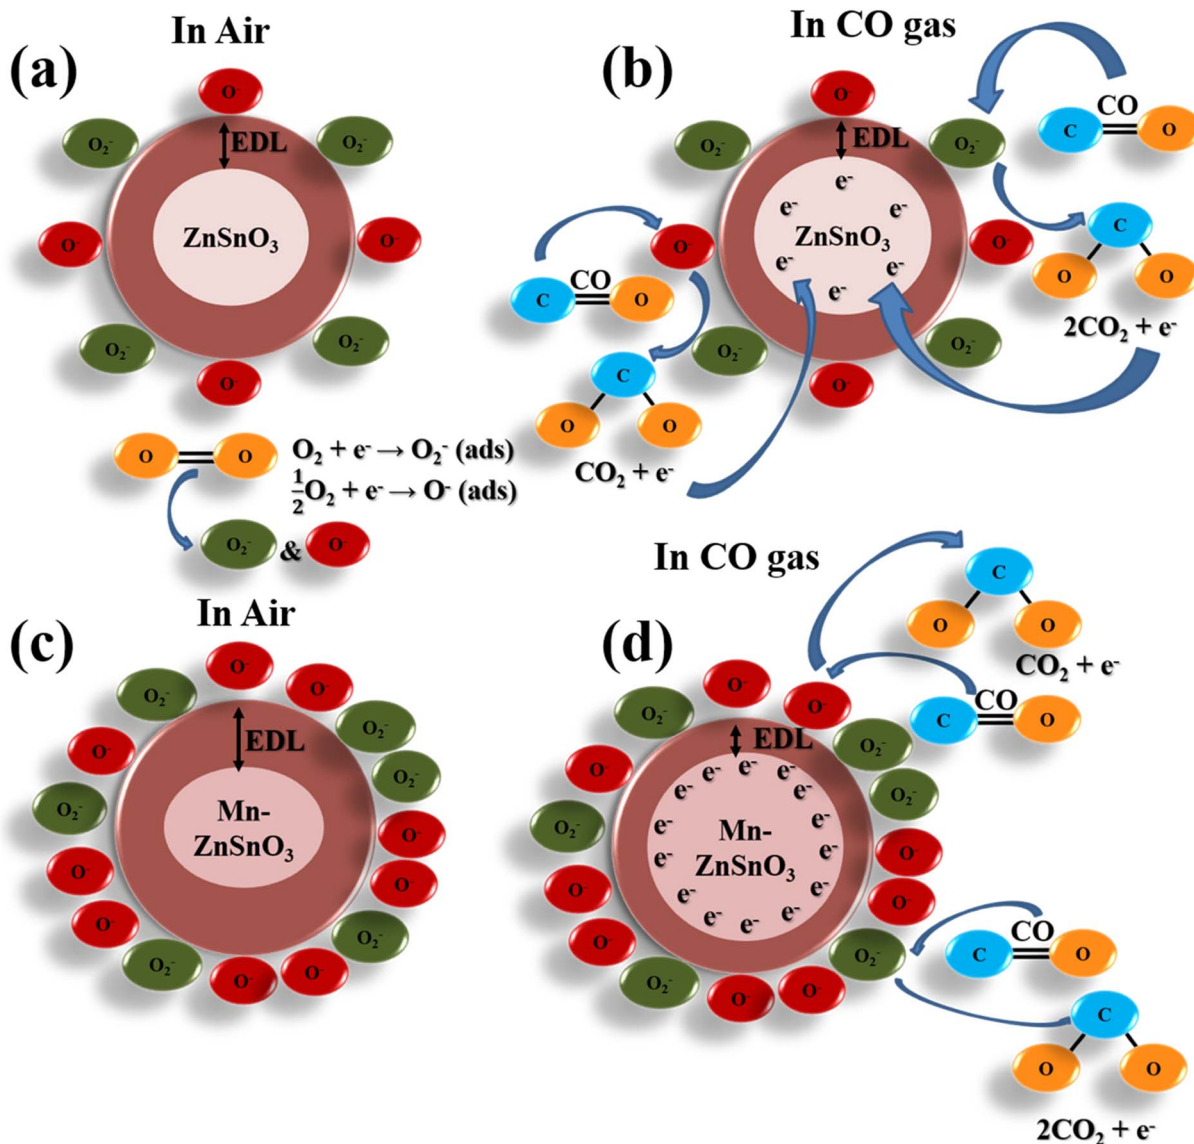 In Air
(a)
O⁻
EDL
O₂⁻
O₂⁻
ZnSnO₃
O⁻
O⁻
O₂⁻
O₂⁻
O⁻
O O
O₂ + e⁻ → O₂⁻ (ads)
½O₂ + e⁻ → O⁻ (ads)
O₂⁻ & O⁻
In CO gas
(b)
O⁻
EDL
O₂⁻
O₂⁻
CO
C O
e⁻
e⁻
e⁻
ZnSnO₃
e⁻
e⁻
e⁻
O⁻
O⁻
CO
C O
C
O O
2CO₂ + e⁻
O₂⁻
O₂⁻
O⁻
C
O O
CO₂ + e⁻
In Air
(c)
O⁻
O⁻
O₂⁻
O₂⁻
EDL
O⁻
O₂⁻
O₂⁻
Mn-
ZnSnO₃
O⁻
O⁻
O⁻
O⁻
O₂⁻
O₂⁻
O⁻
O⁻
In CO gas
(d)
C
O O
CO₂ + e⁻
CO
C O
O⁻
O⁻
O₂⁻
EDL
O₂⁻
O⁻
O₂⁻
O₂⁻
e⁻
e⁻
e⁻
e⁻
e⁻
e⁻
e⁻
Mn-
ZnSnO₃
e⁻
e⁻
e⁻
e⁻
e⁻
e⁻
e⁻
O⁻
O⁻
O⁻
O⁻
O₂⁻
O₂⁻
O⁻
O⁻
CO
C O
C
O O
2CO₂ + e⁻